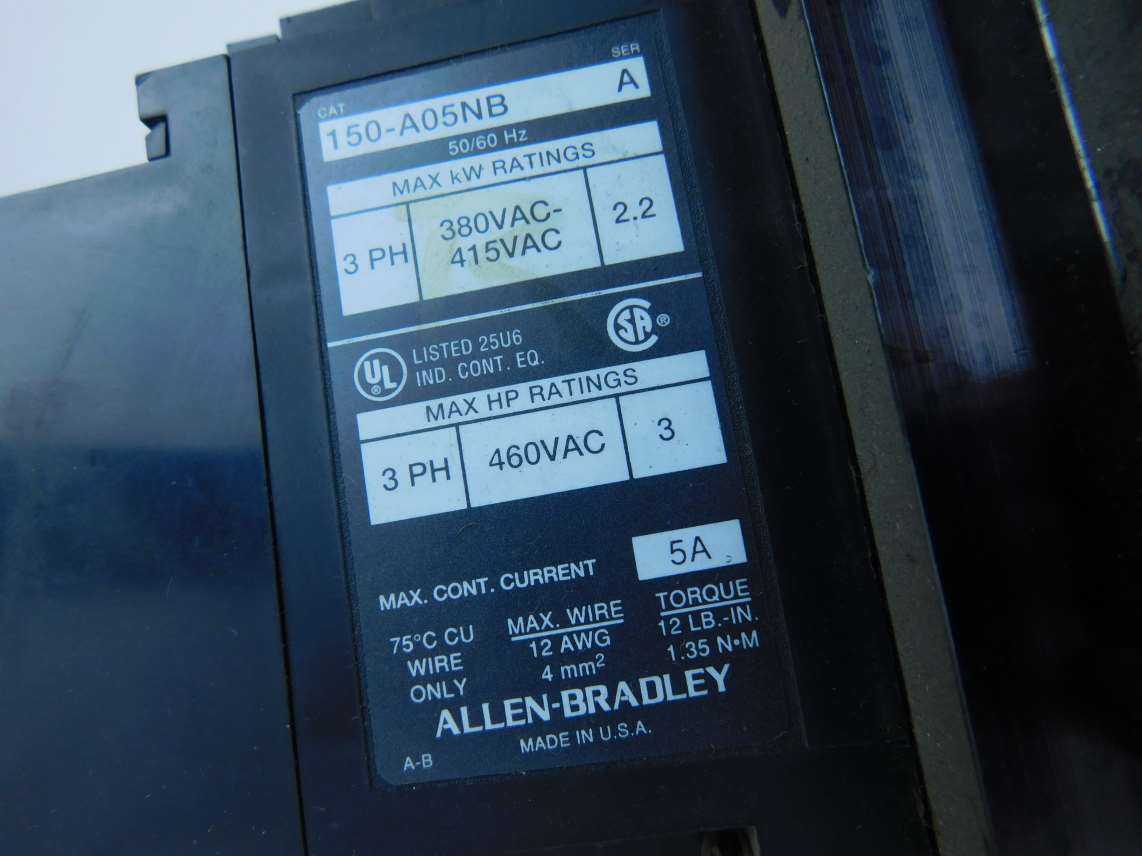 CAT
SER
150-A05NB A
50/60 Hz
MAX kW RATINGS
3 PH 380VAC-
415VAC 2.2
UL ® LISTED 25U6
IND. CONT. EQ.
SA ®
MAX HP RATINGS
3 PH 460VAC 3
MAX. CONT. CURRENT 5A
75°C CU
WIRE
ONLY
MAX. WIRE
12 AWG
4 mm²
TORQUE
12 LB.-IN.
1.35 N•M
ALLEN-BRADLEY
MADE IN U.S.A.
A-B